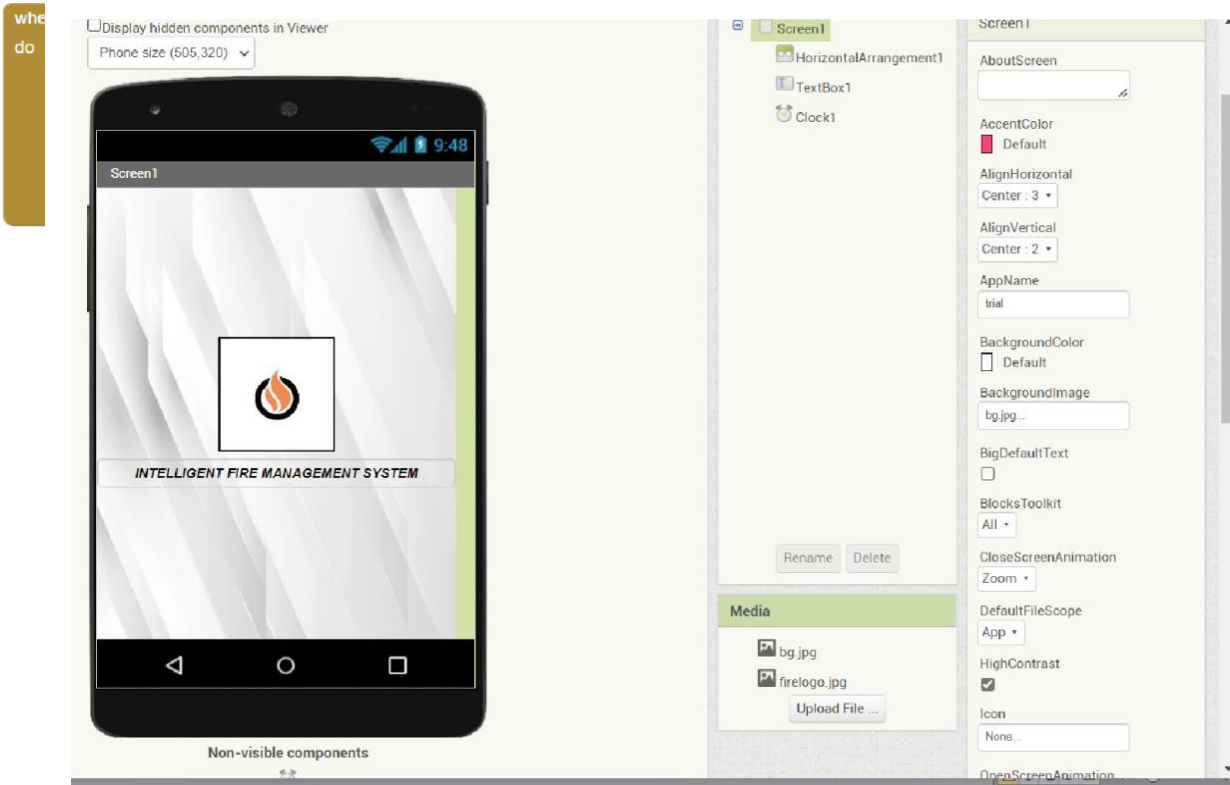 whe
do
Display hidden components in Viewer
Phone size (505,320)
9:48
Screen1
INTELLIGENT FIRE MANAGEMENT SYSTEM
Non-visible components
Screen1
HorizontalArrangement1
TextBox1
Clock1
Rename Delete
Media
bg.jpg
firelogo.jpg
Upload File ...
Screen1
AboutScreen
AccentColor
Default
AlignHorizontal
Center : 3
AlignVertical
Center : 2
AppName
trial
BackgroundColor
Default
BackgroundImage
bg.jpg...
BigDefaultText
BlocksToolkit
All
CloseScreenAnimation
Zoom
DefaultFileScope
App
HighContrast
Icon
None...
OpenScreenAnimation